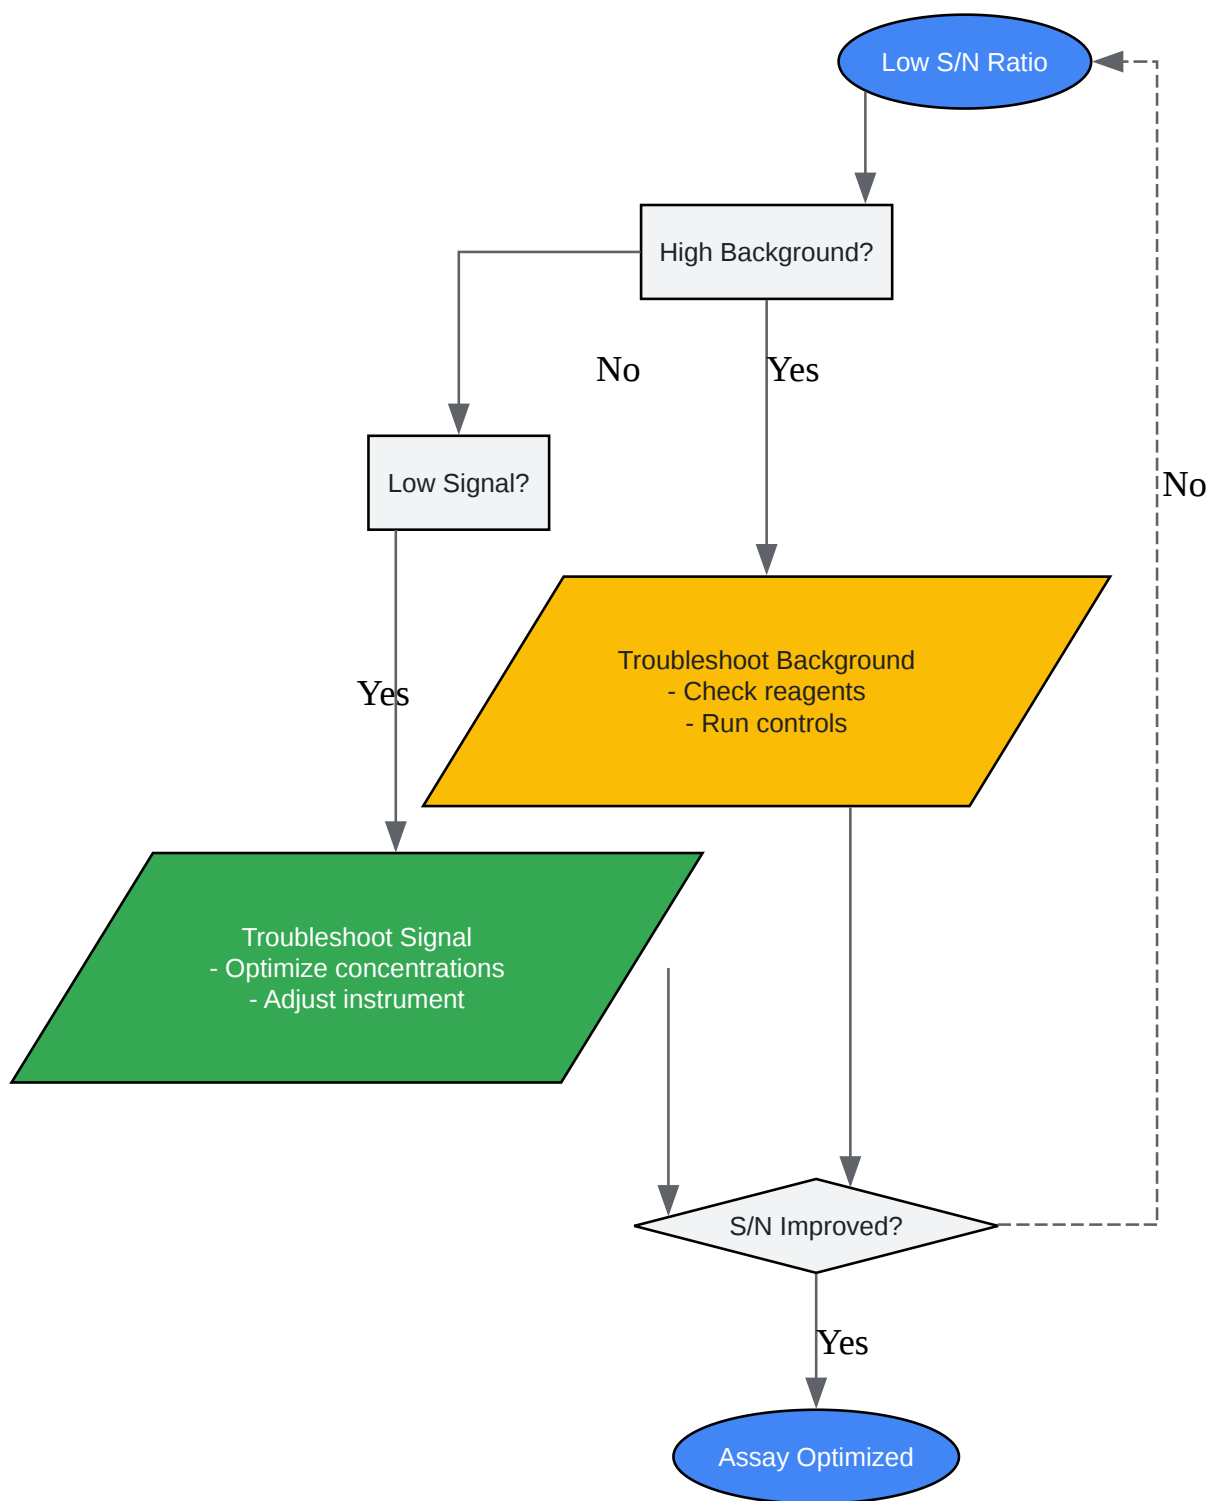 Low S/N Ratio
High Background?
No
Yes
Low Signal?
No
Troubleshoot Background
- Check reagents
- Run controls
Yes
Troubleshoot Signal
- Optimize concentrations
- Adjust instrument
S/N Improved?
Yes
Assay Optimized